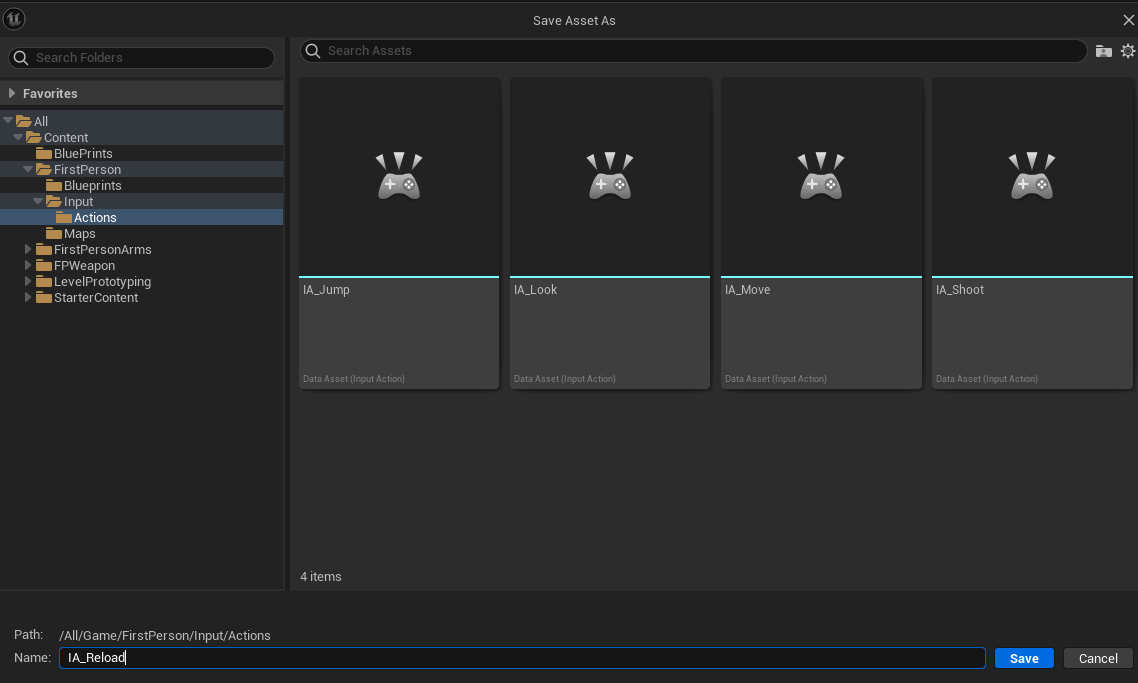 Save Asset As
Search Folders
Search Assets
Favorites
All
Content
BluePrints
FirstPerson
Blueprints
Input
Actions
Maps
FirstPersonArms
FPWeapon
LevelPrototyping
StarterContent
IA_Jump
Data Asset (Input Action)
IA_Look
Data Asset (Input Action)
IA_Move
Data Asset (Input Action)
IA_Shoot
Data Asset (Input Action)
4 items
Path: /All/Game/FirstPerson/Input/Actions
Name: IA_Reload
Save Cancel